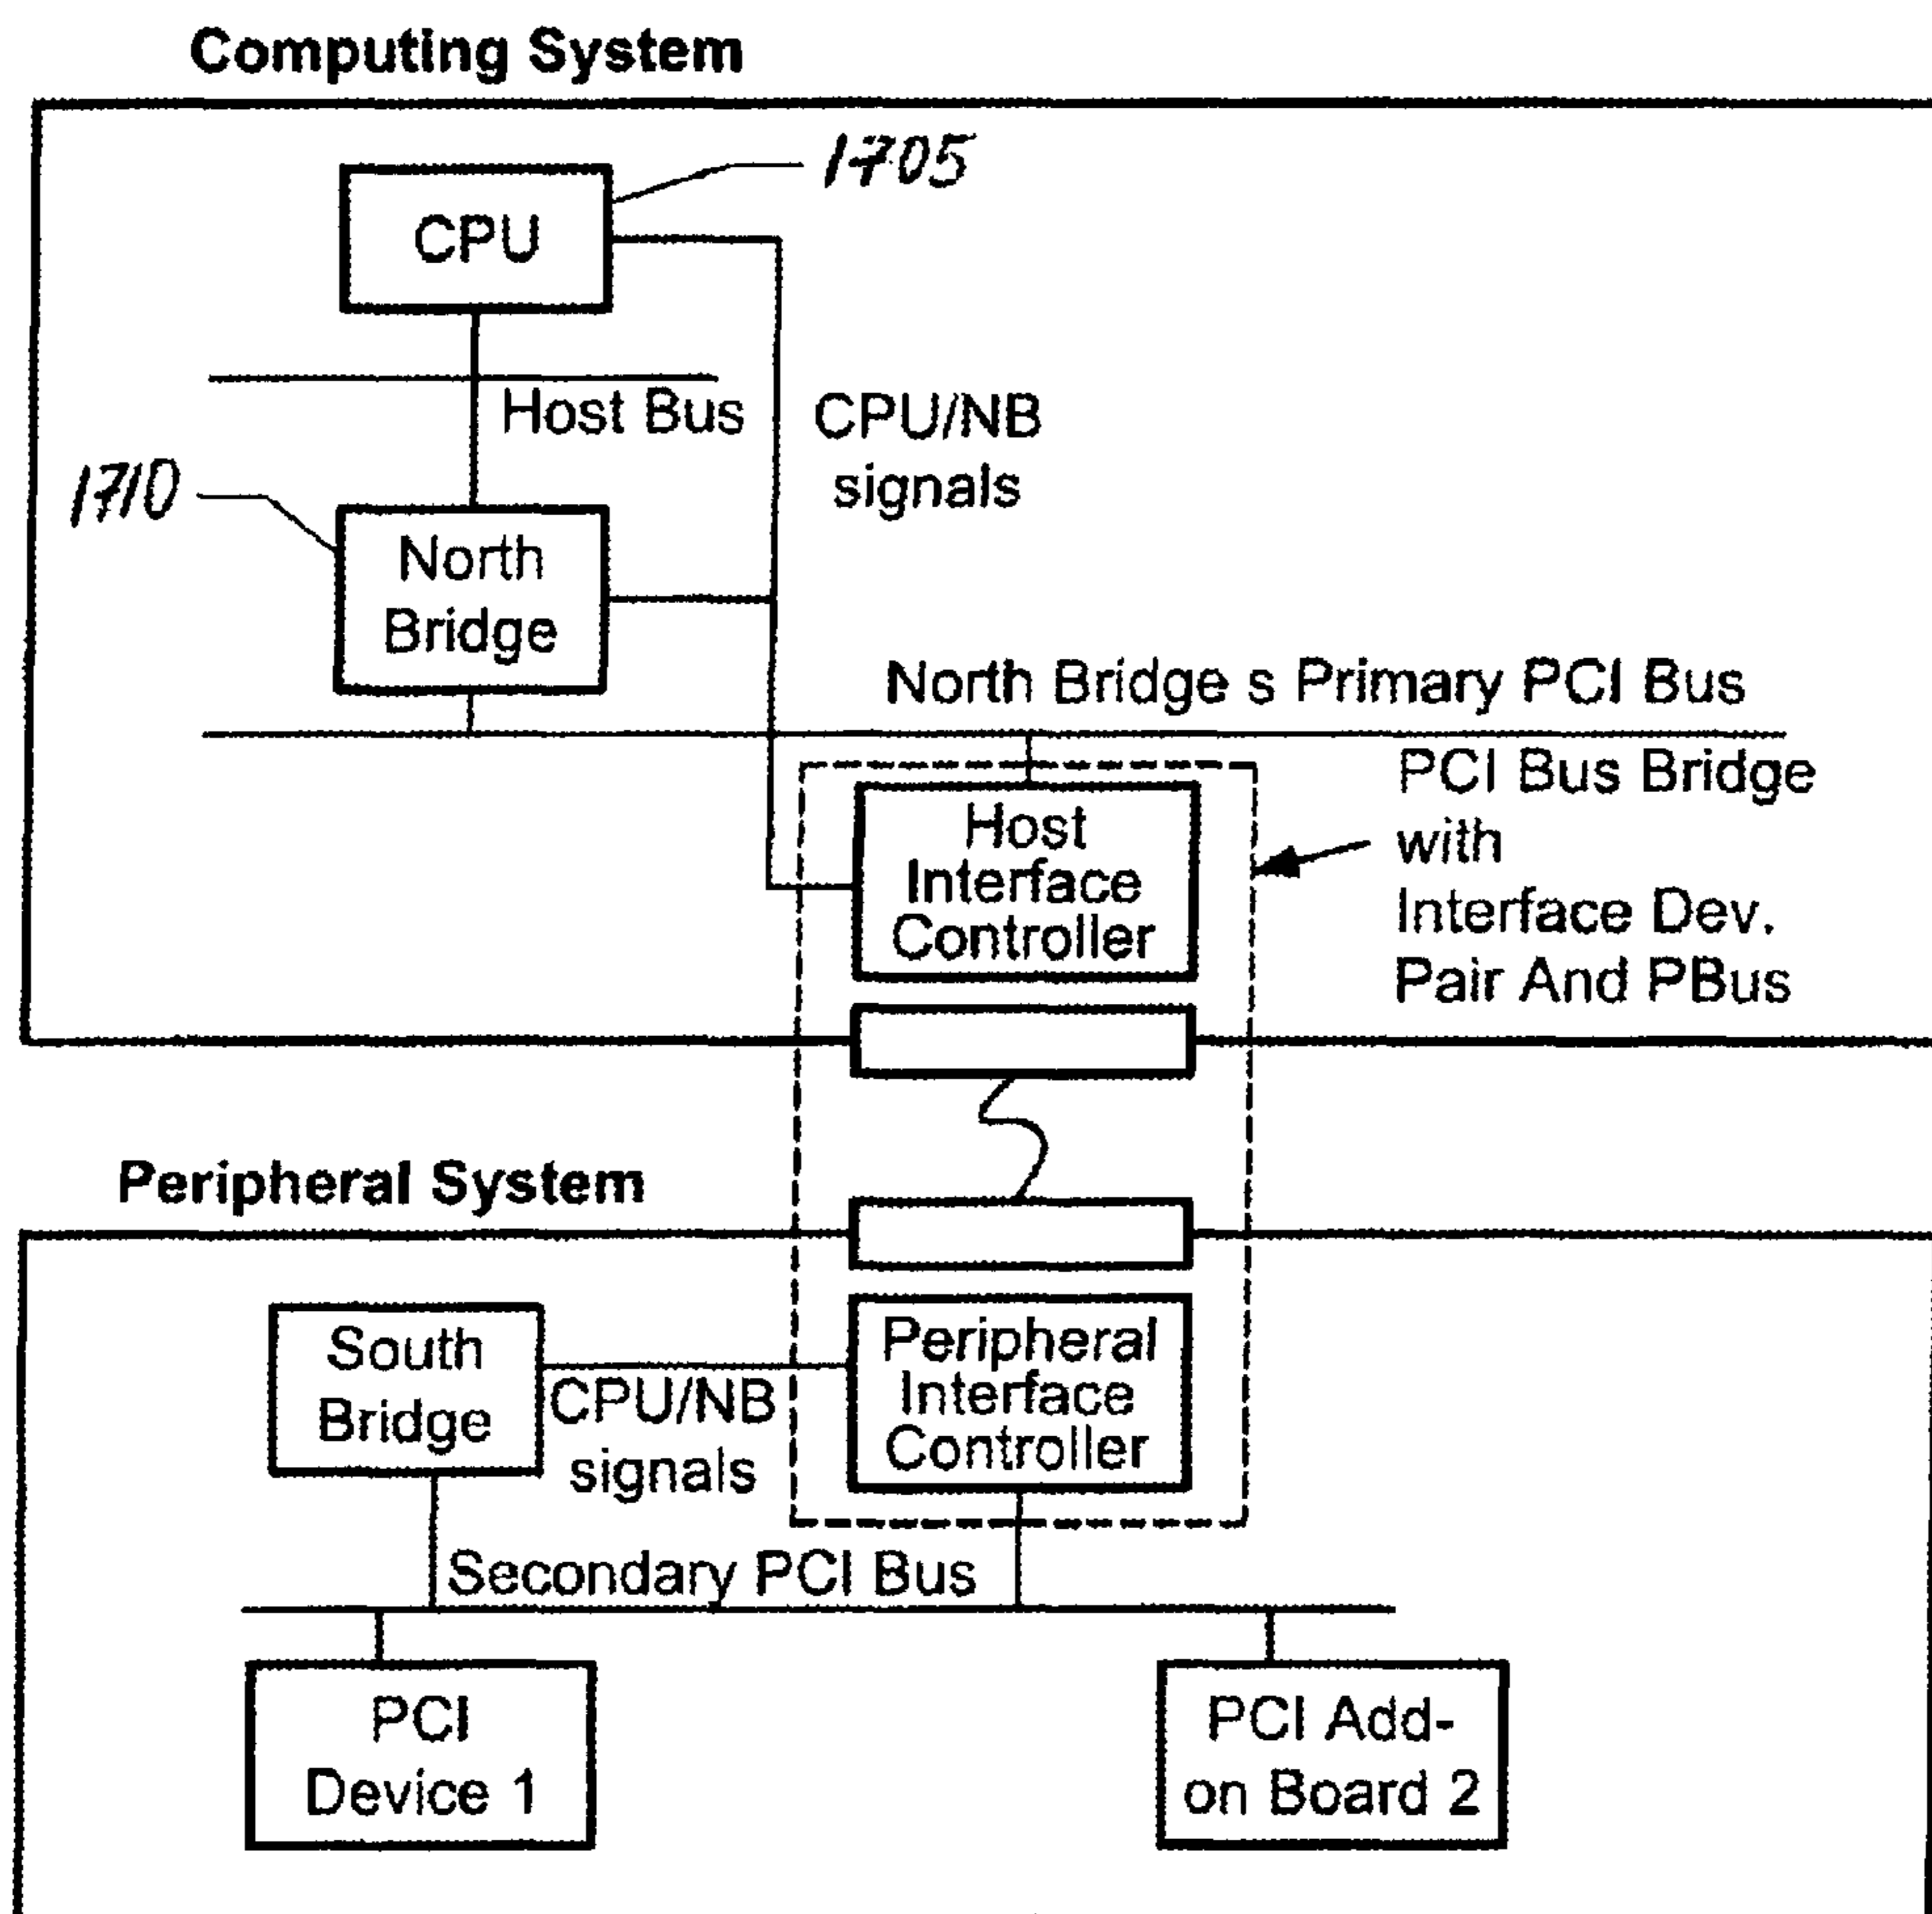 Computing System
1705
CPU
Host Bus
CPU/NB
signals
1710
North
Bridge
North Bridge s Primary PCI Bus
PCI Bus Bridge
with
Interface Dev.
Pair And PBus
Host
Interface
Controller
Peripheral System
South
Bridge
CPU/NB
signals
Peripheral
Interface
Controller
Secondary PCI Bus
PCI
Device 1
PCI Add-
on Board 2